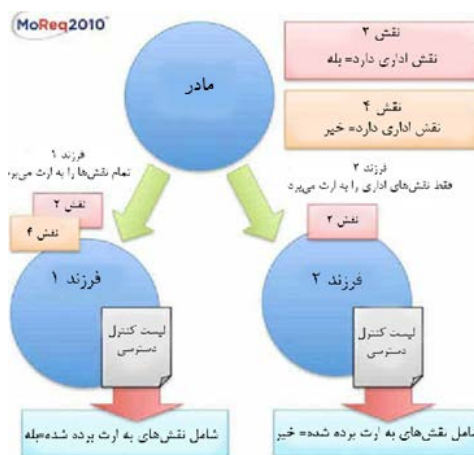 MoReq2010®
نقش ۲
نقش اداری دارد= بله
مادر
نقش ۴
نقش اداری دارد= خیر
فرزند ۱
تمام نقش‌ها را به ارث می‌برد
فرزند ۲
فقط نقش‌های اداری را به ارث می‌برد
نقش ۲
نقش ۴
نقش ۲
فرزند ۱
فرزند ۲
لیست کنترل
دسترسی
لیست کنترل
دسترسی
شامل نقش‌های به ارث برده شده=بله
شامل نقش‌های به ارث برده شده= خیر